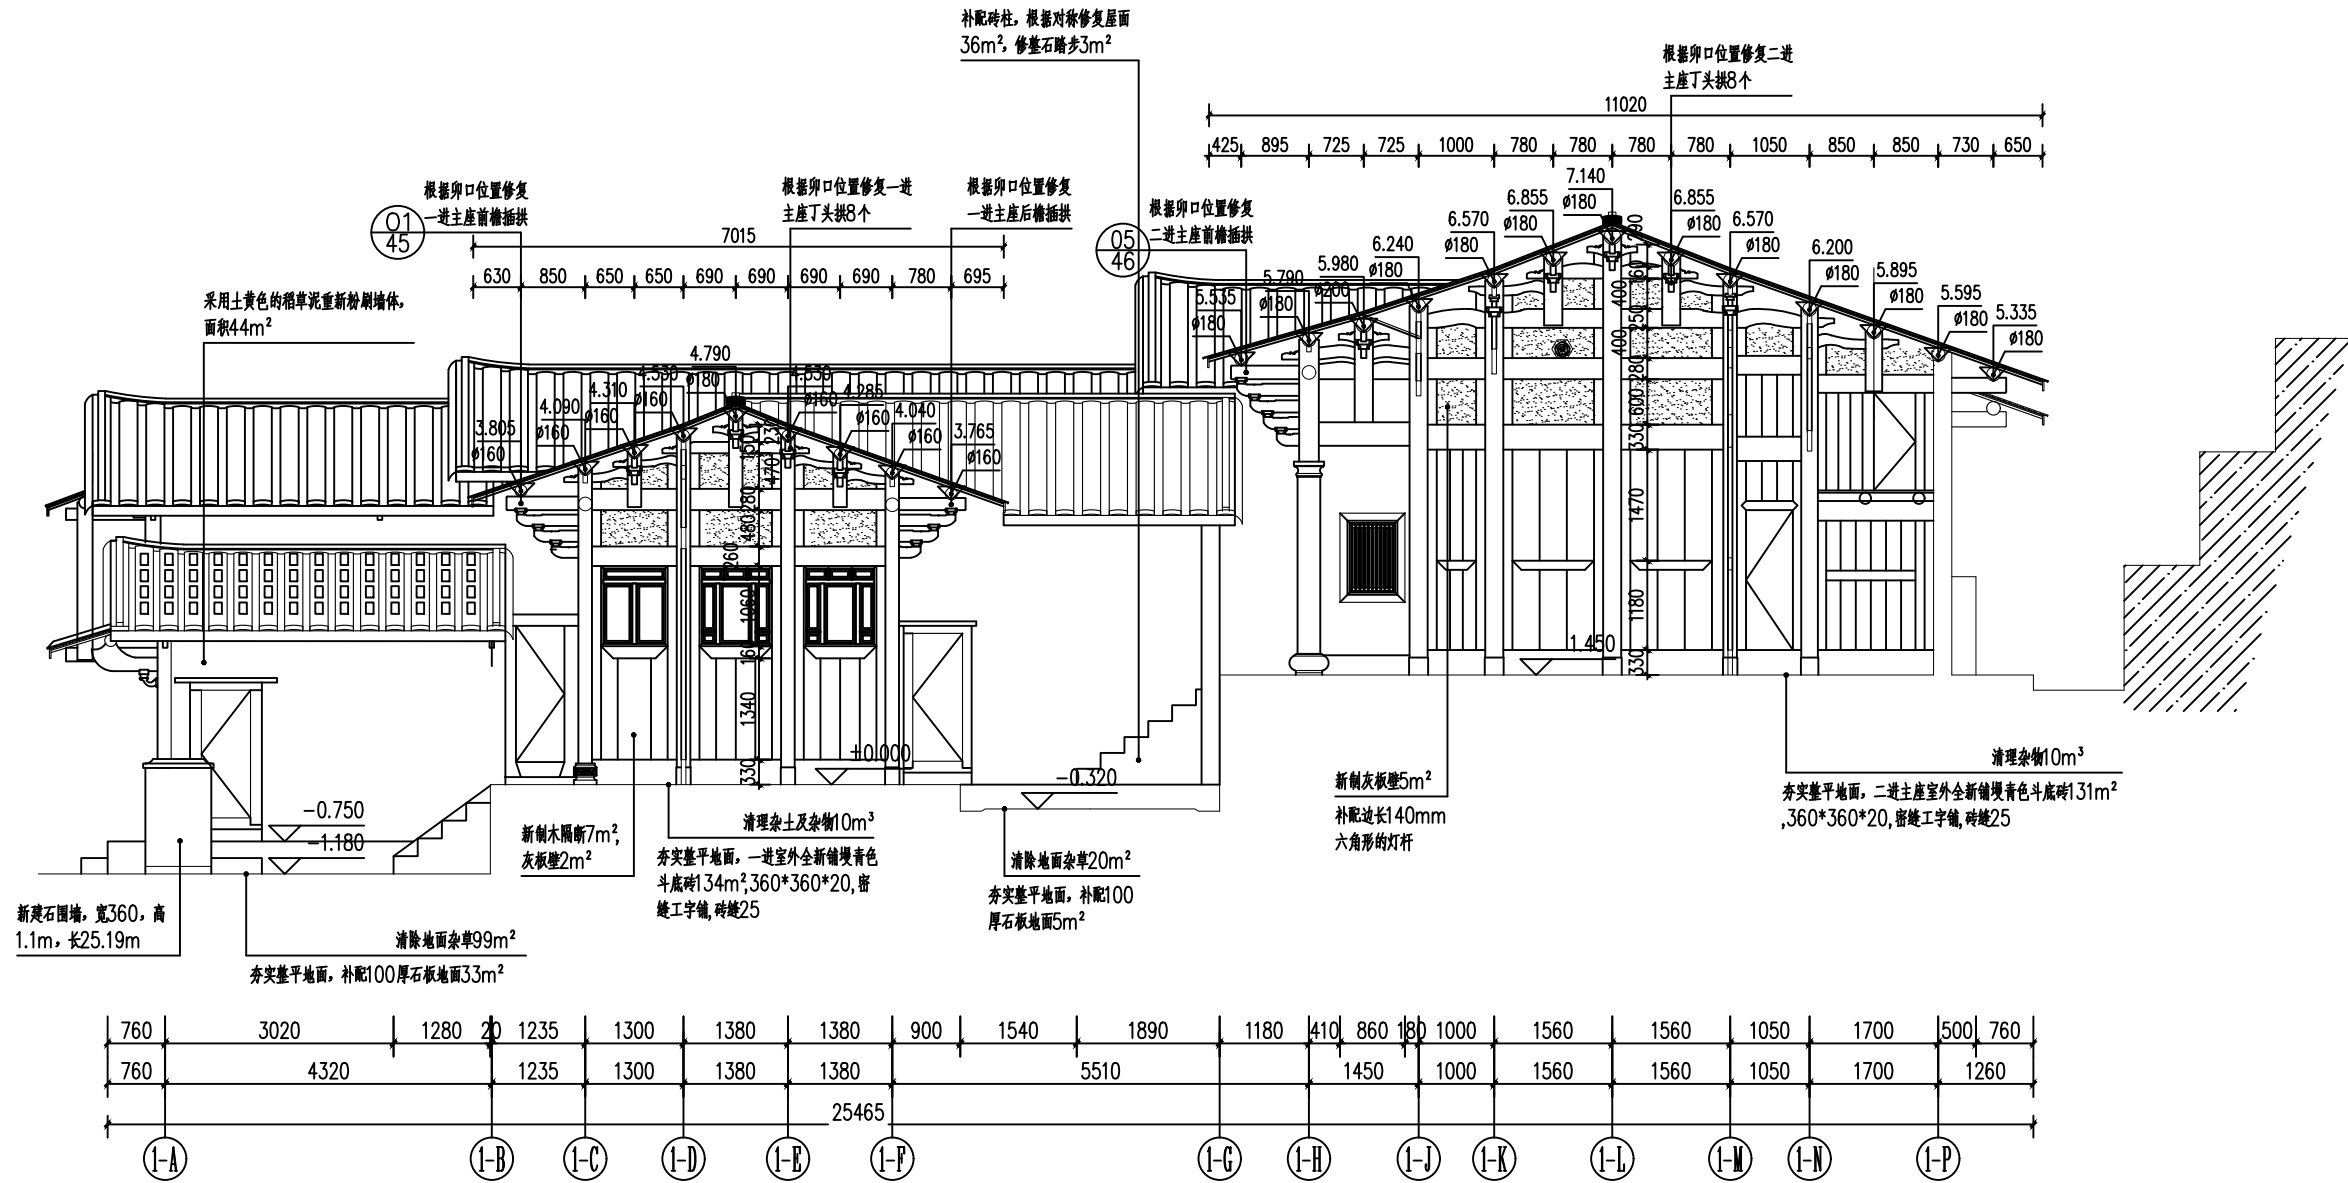 补配砖柱，根据对称修复屋面
36m²，修整石踏步3m²
根据卯口位置修复二进
主座丁头拱8个
11020
425 895 725 725 1000 780 780 780 780 1050 850 850 730 650
根据卯口位置修复
一进主座前檐插拱
01
45
根据卯口位置修复一进
主座丁头拱8个
根据卯口位置修复
一进主座后檐插拱
根据卯口位置修复
二进主座前檐插拱
05
46
7015
630 850 650 650 690 690 690 690 780 695
采用土黄色的稻草泥重新粉刷墙体，
面积44m²
3.805
ø160
4.090
ø160
4.310
ø160
4.530
ø160
4.790
ø180
4.530
ø160
4.285
ø160
4.040
ø160
3.765
ø160
5.535
ø180
5.790
ø180
5.980
ø200
6.240
ø180
6.570
ø180
6.855
ø180
7.140
ø180
6.855
ø180
6.570
ø180
6.200
ø180
5.895
ø180
5.595
ø180
5.335
ø180
470
280
480
260
1060
160
1340
330
400
250
400
280
600
330
1470
1180
330
1.450
±0.000
-0.320
-0.750
-1.180
清理杂物10m³
夯实整平地面，二进主座室外全新铺墁青色斗底砖131m²
,360*360*20,密缝工字铺,砖缝25
新制灰板壁5m²
补配边长140mm
六角形的灯杆
新制木隔断7m²，
灰板壁2m²
清理杂土及杂物10m³
夯实整平地面，一进室外全新铺墁青色
斗底砖134m²,360*360*20,密
缝工字铺,砖缝25
清除地面杂草20m²
夯实整平地面，补配100
厚石板地面5m²
新建石围墙，宽360，高
1.1m，长25.19m
清除地面杂草99m²
夯实整平地面，补配100厚石板地面33m²
760 3020 1280 20 1235 1300 1380 1380 900 1540 1890 1180 410 860 180 1000 1560 1560 1050 1700 500 760
760 4320 1235 1300 1380 1380 5510 1450 1000 1560 1560 1050 1700 1260
25465
1-A 1-B 1-C 1-D 1-E 1-F 1-G 1-H 1-J 1-K 1-L 1-M 1-N 1-P